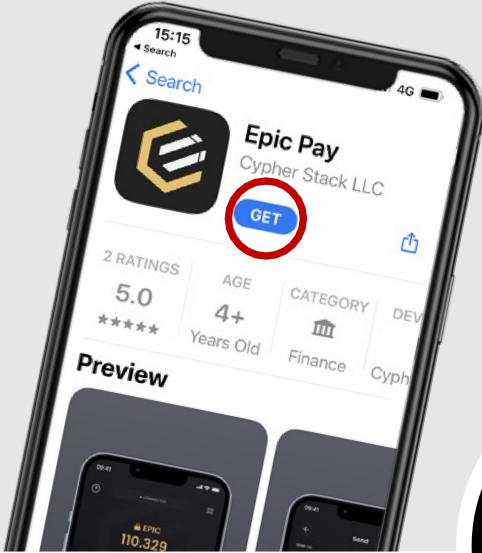 15:15
◀ Search
4G
Search
Epic Pay
Cypher Stack LLC
GET
2 RATINGS
5.0
★★★★★
AGE
4+
Years Old
CATEGORY
Finance
DEV
Cyph
Preview
09:41
EPIC
110.329
09:41
Send